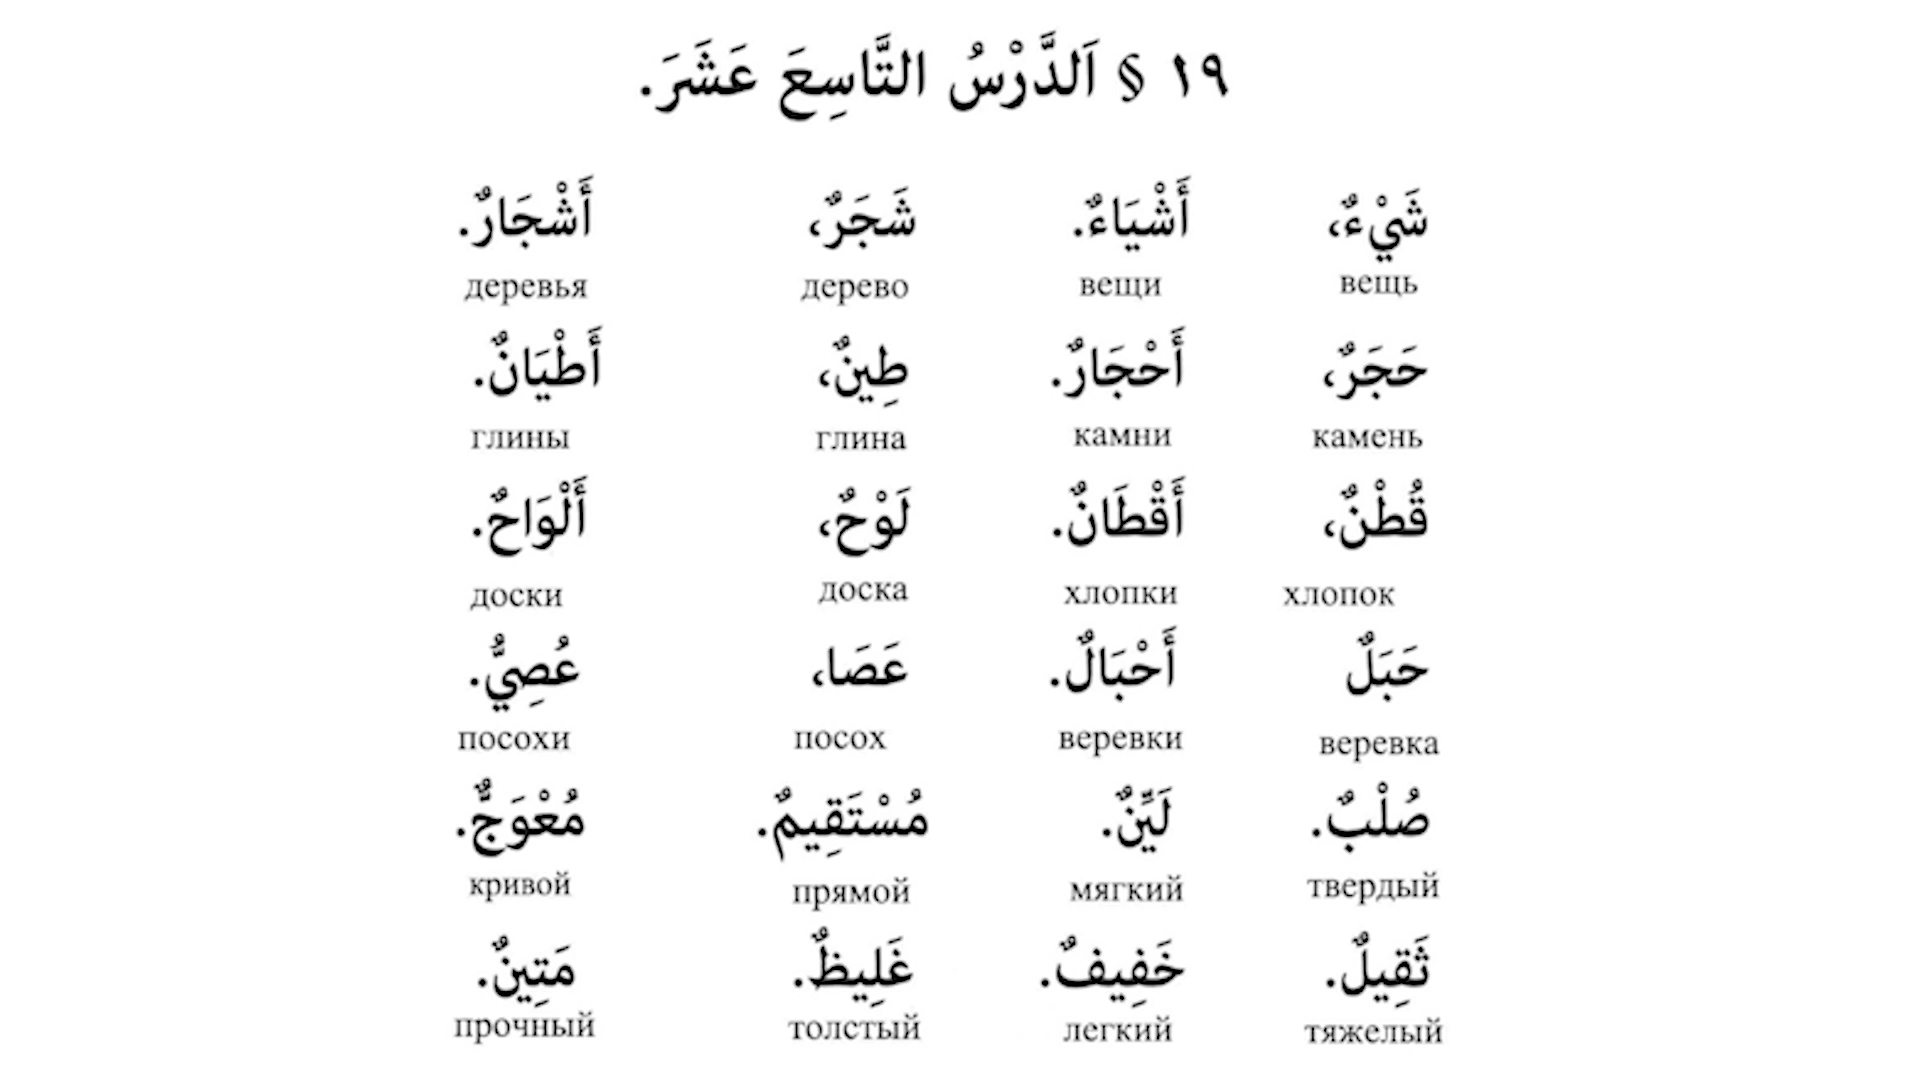 ١٩ § اَلدَّرْسُ التَّاسِعَ عَشَرَ.
شَيْءٌ، أَشْيَاءٌ. شَجَرٌ، أَشْجَارٌ.
вещь вещи дерево деревья
حَجَرٌ، أَحْجَارٌ. طِينٌ، أَطْيَانٌ.
камень камни глина глины
قُطْنٌ، أَقْطَانٌ. لَوْحٌ، أَلْوَاحٌ.
хлопок хлопки доска доски
حَبَلٌ أَحْبَالٌ. عَصَا، عُصِيٌّ.
веревка веревки посох посохи
صُلْبٌ. لَيِّنٌ. مُسْتَقِيمٌ. مُعْوَجٌّ.
твердый мягкий прямой кривой
ثَقِيلٌ. خَفِيفٌ. غَلِيظٌ. مَتِينٌ.
тяжелый легкий толстый прочный